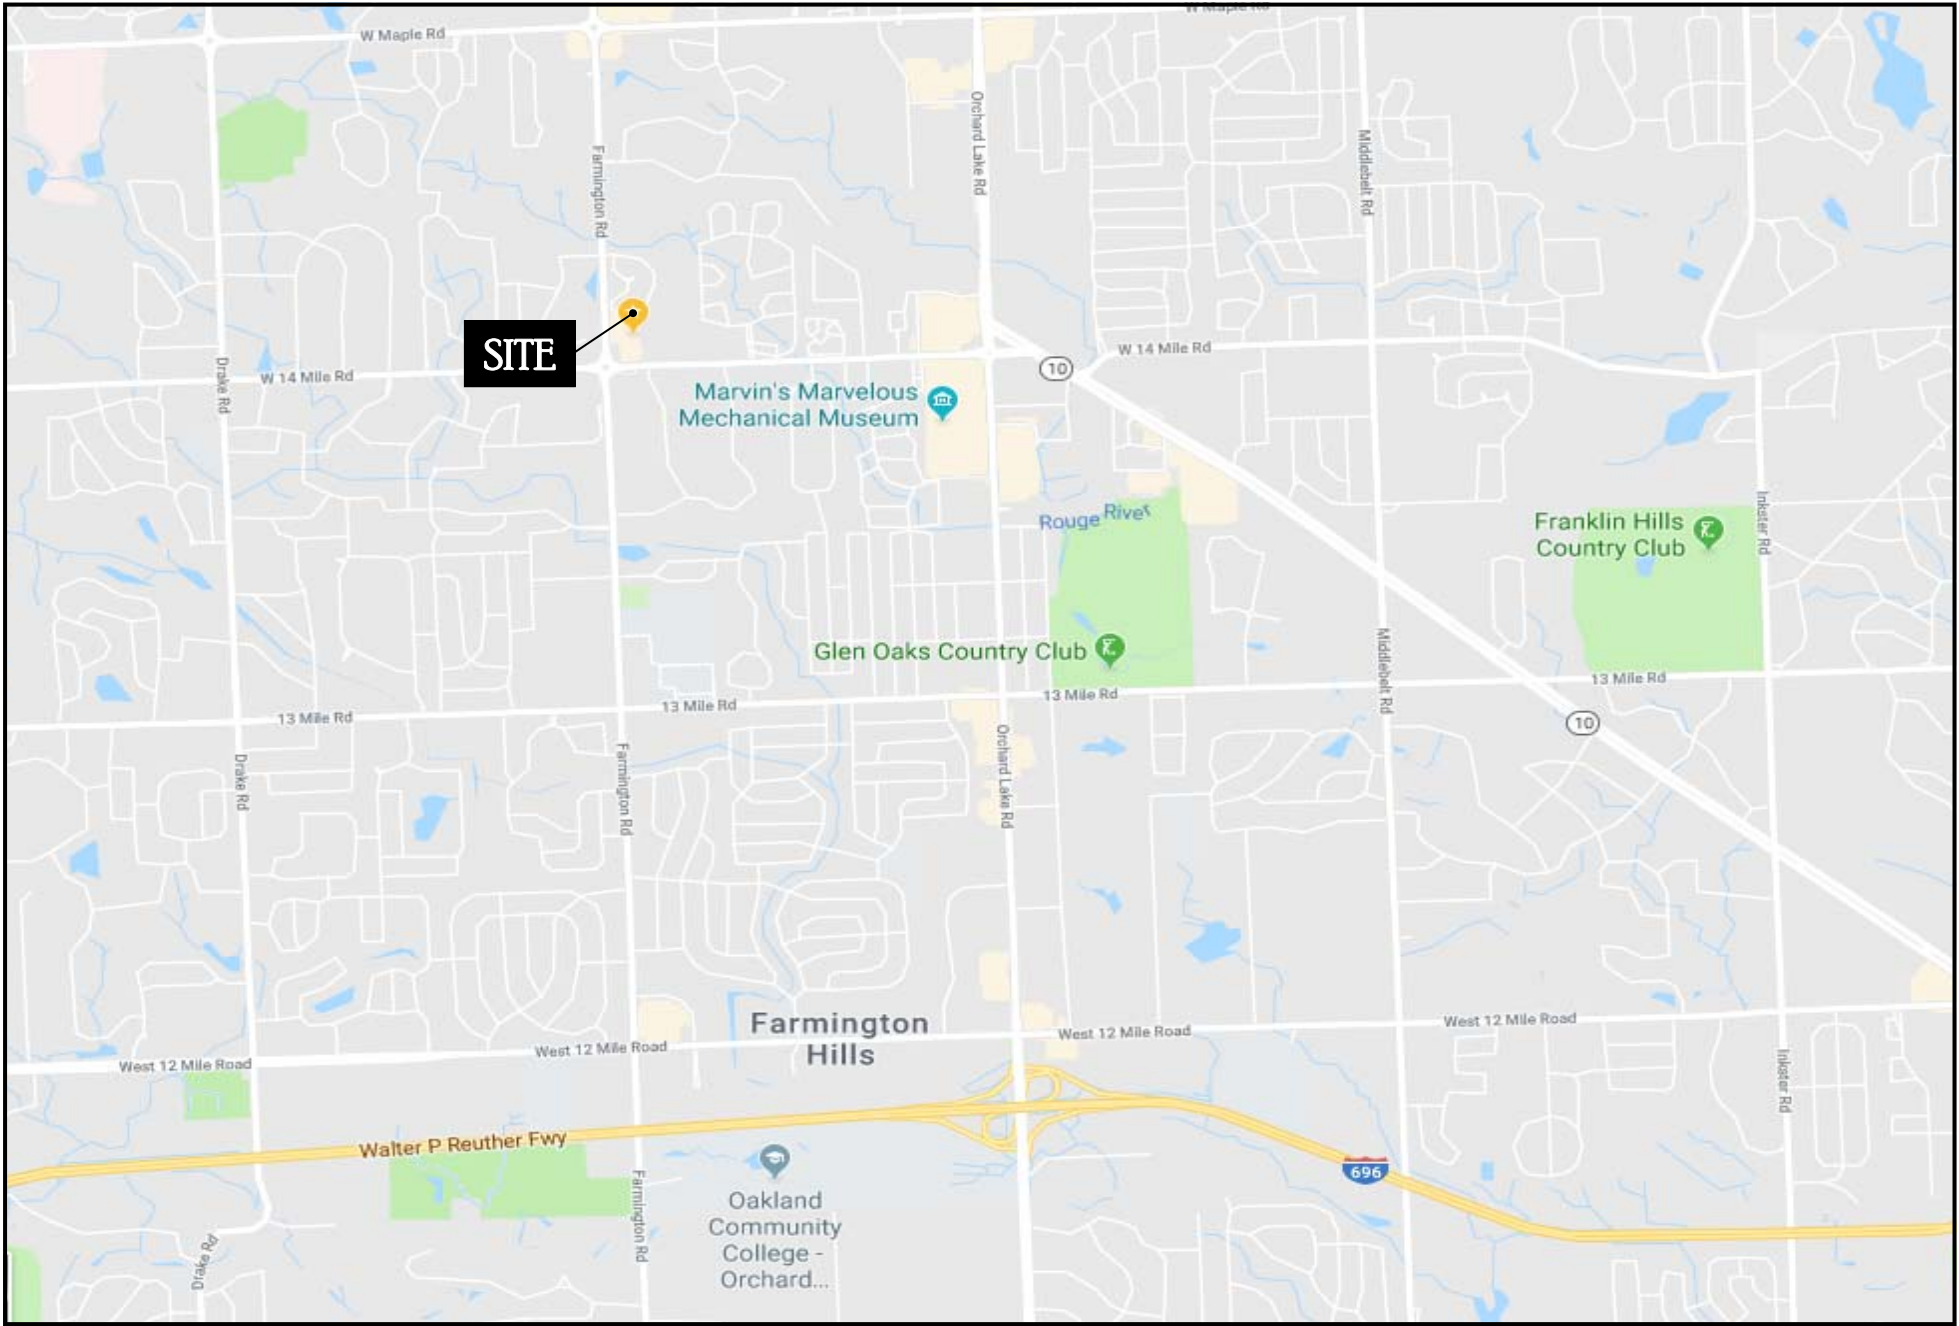 W Maple Rd
W Maple Rd
Orchard Lake Rd
Middlebelt Rd
Farmington Rd
SITE
W 14 Mile Rd
10
Drake Rd
W 14 Mile Rd
Marvin's Marvelous
Mechanical Museum
Rouge River
Franklin Hills
Country Club
Inkster Rd
Glen Oaks Country Club
Middlebelt Rd
13 Mile Rd
13 Mile Rd
13 Mile Rd
13 Mile Rd
10
Drake Rd
Farmington Rd
Orchard Lake Rd
Farmington
Hills
West 12 Mile Road
West 12 Mile Road
West 12 Mile Road
West 12 Mile Road
Inkster Rd
Walter P Reuther Fwy
696
Oakland
Community
College -
Orchard...
Farmington Rd
Drake Rd